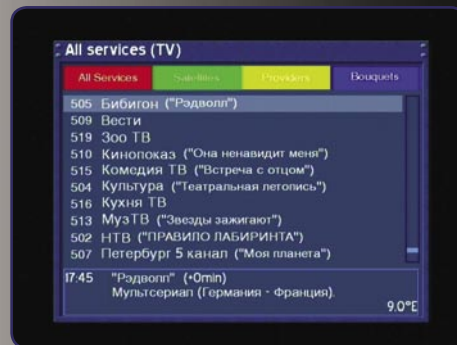 All services (TV)
All Services Satellites Providers Bouquets
505 Бибигон ("Рэдволл")
509 Вести
519 Зоо ТВ
510 Кинопоказ ("Она ненавидит меня")
515 Комедия ТВ ("Встреча с отцом")
504 Культура ("Театральная летопись")
516 Кухня ТВ
513 МузТВ ("Звезды зажигают")
502 НТВ ("ПРАВИЛО ЛАБИРИНТА")
507 Петербург 5 канал ("Моя планета")
17:45 "Рэдволл" (+0min)
Мультсериал (Германия - Франция).
9.0°E